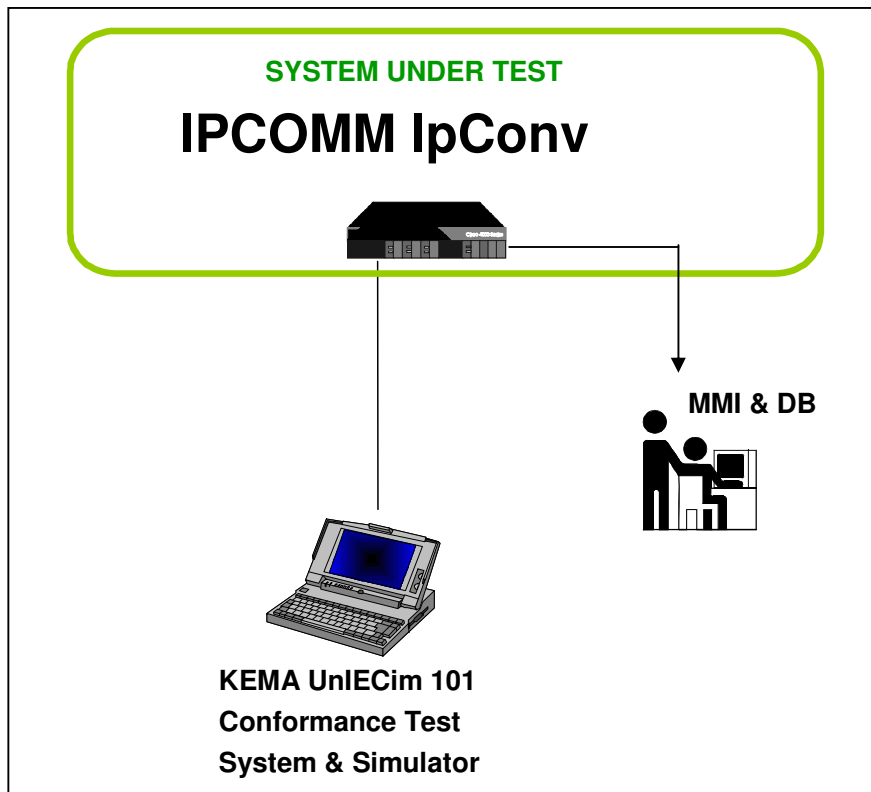 SYSTEM UNDER TEST
IPCOMM IpConv
MMI & DB
KEMA UnIECim 101
Conformance Test
System & Simulator